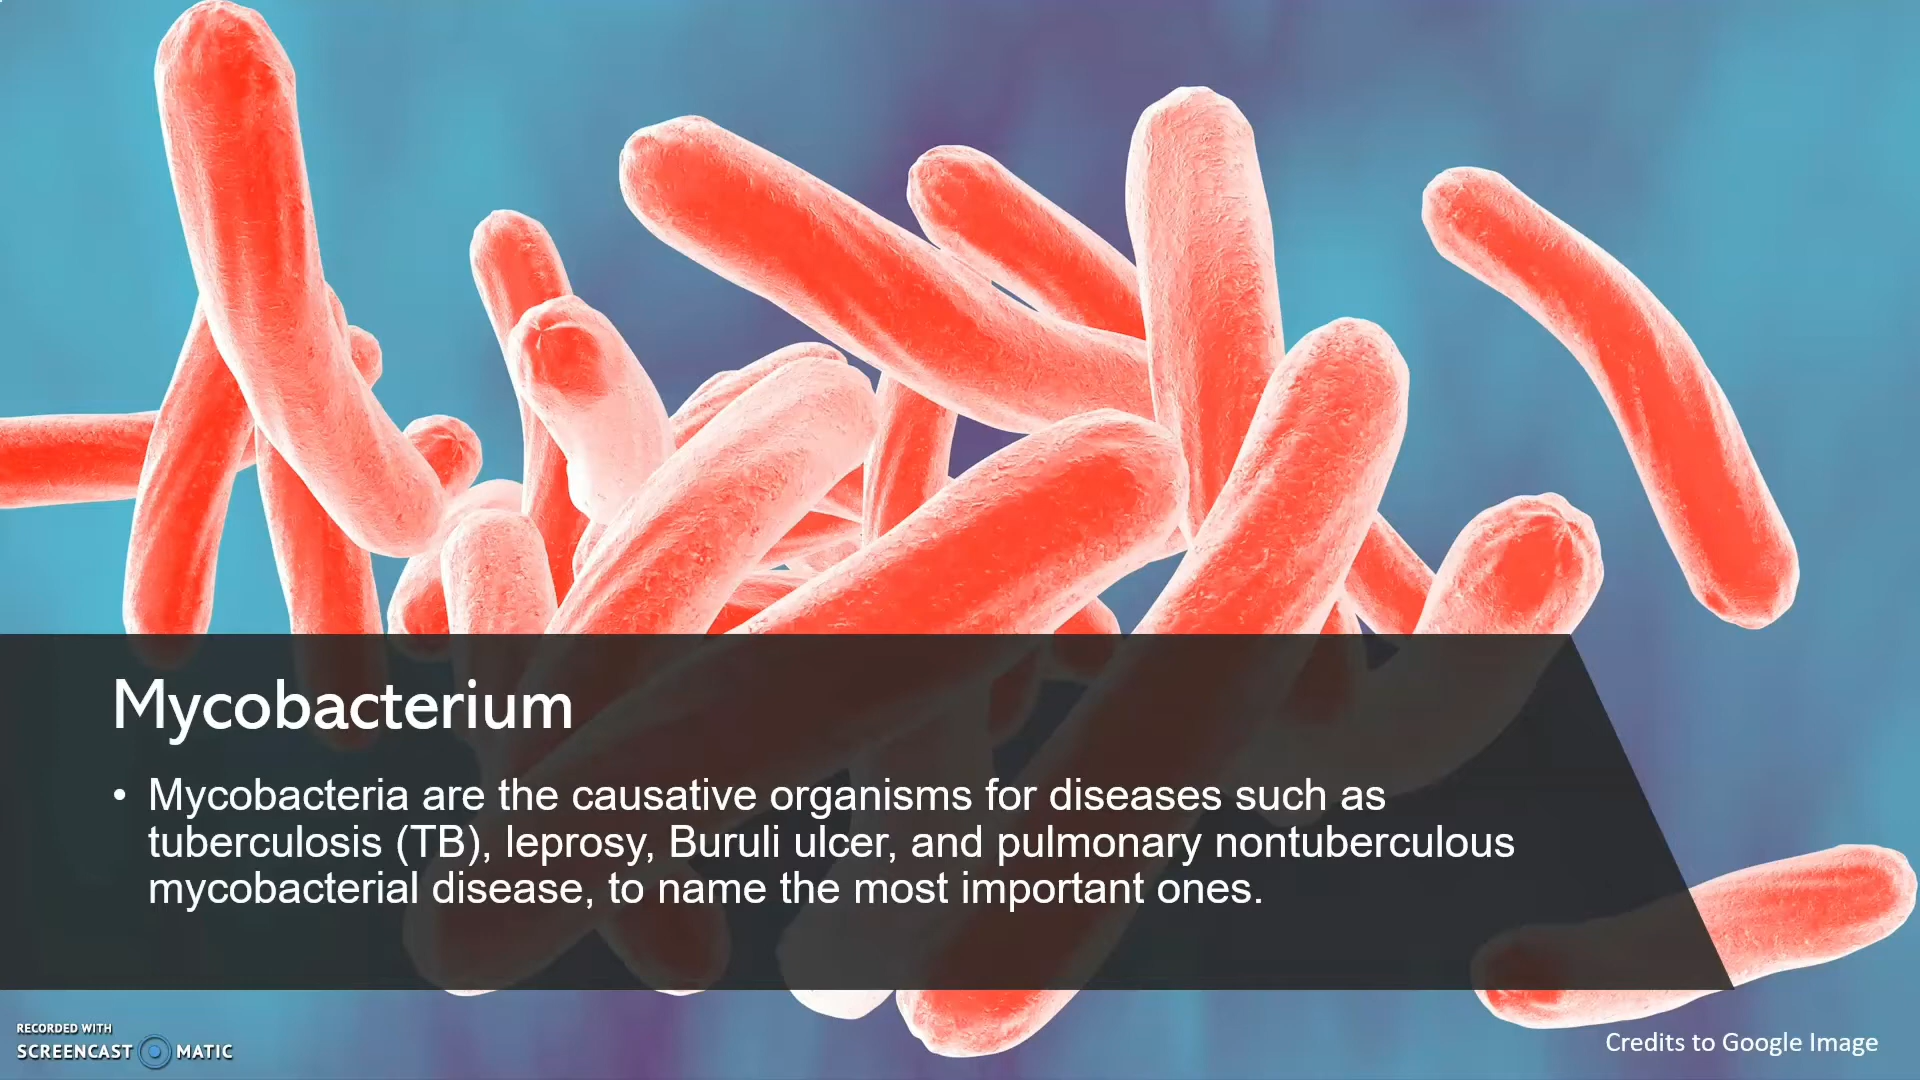 Mycobacterium
• Mycobacteria are the causative organisms for diseases such as
tuberculosis (TB), leprosy, Buruli ulcer, and pulmonary nontuberculous
mycobacterial disease, to name the most important ones.
RECORDED WITH
SCREENCAST MATIC
Credits to Google Image